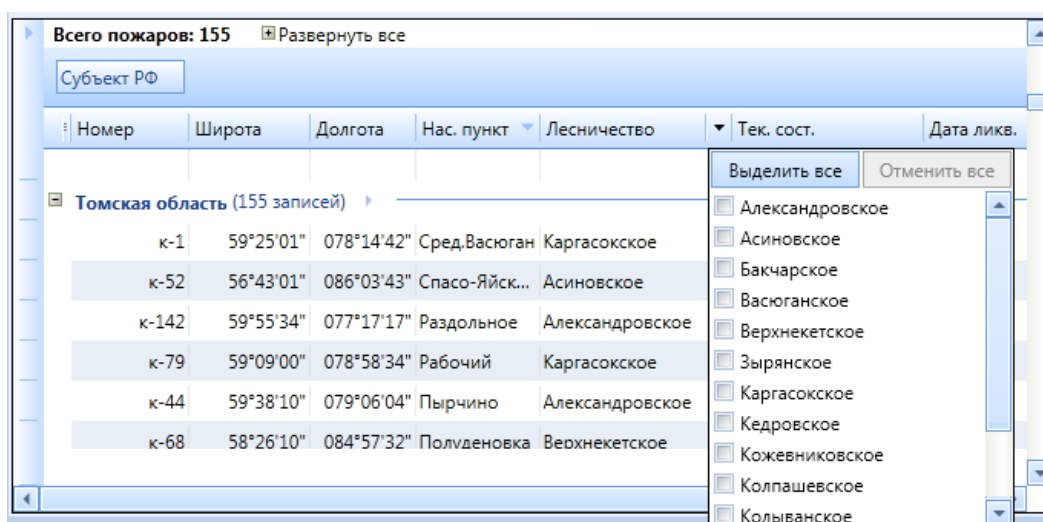 Всего пожаров: 155 Развернуть все
Субъект РФ
Номер Широта Долгота Нас. пункт Лесничество Тек. сост. Дата ликв.
Выделить все Отменить все
Томская область (155 записей)
Александровское
к-1 59°25'01" 078°14'42" Сред.Васюган Каргасокское
Асиновское
Бакчарское
к-52 56°43'01" 086°03'43" Спасо-Яйск... Асиновское
Васюганское
к-142 59°55'34" 077°17'17" Раздольное Александровское
Верхнекетское
к-79 59°09'00" 078°58'34" Рабочий Каргасокское
Зырянское
Каргасокское
к-44 59°38'10" 079°06'04" Пырчино Александровское
Кедровское
к-68 58°26'10" 084°57'32" Полуденовка Верхнекетское
Кожевниковское
Колпашевское
Колыванское